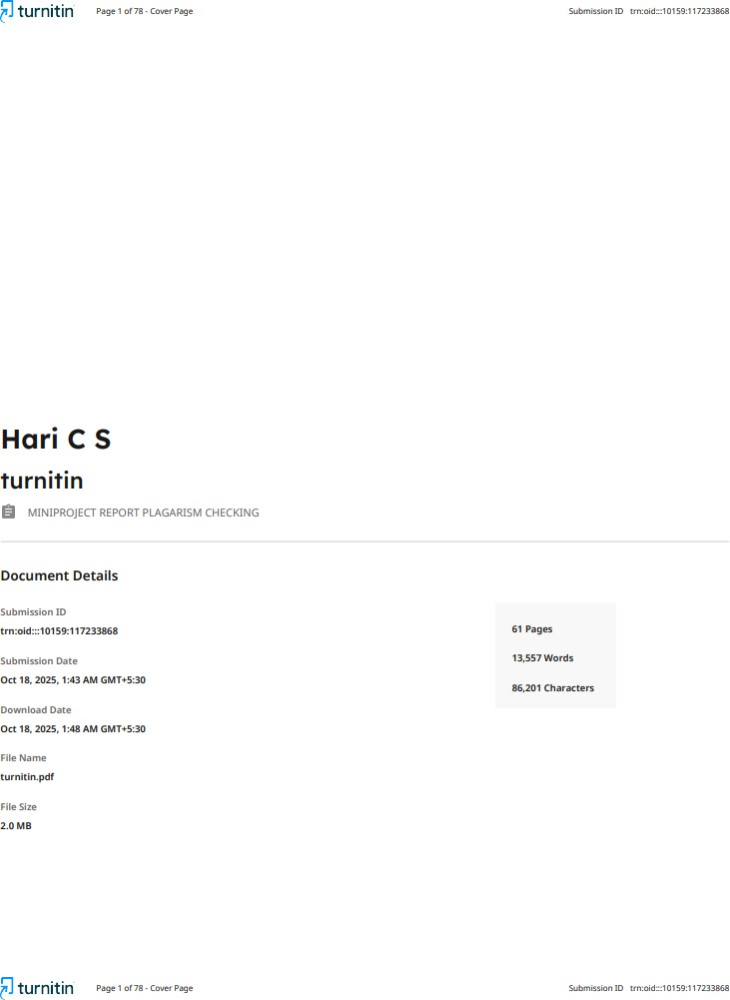 turnitin Page 1 of 78 - Cover Page Submission ID trn:oid:::10159:117233868
Hari C S
turnitin
MINIPROJECT REPORT PLAGARISM CHECKING
Document Details
Submission ID
trn:oid:::10159:117233868
Submission Date
Oct 18, 2025, 1:43 AM GMT+5:30
Download Date
Oct 18, 2025, 1:48 AM GMT+5:30
File Name
turnitin.pdf
File Size
2.0 MB
61 Pages
13,557 Words
86,201 Characters
turnitin Page 1 of 78 - Cover Page Submission ID trn:oid:::10159:117233868